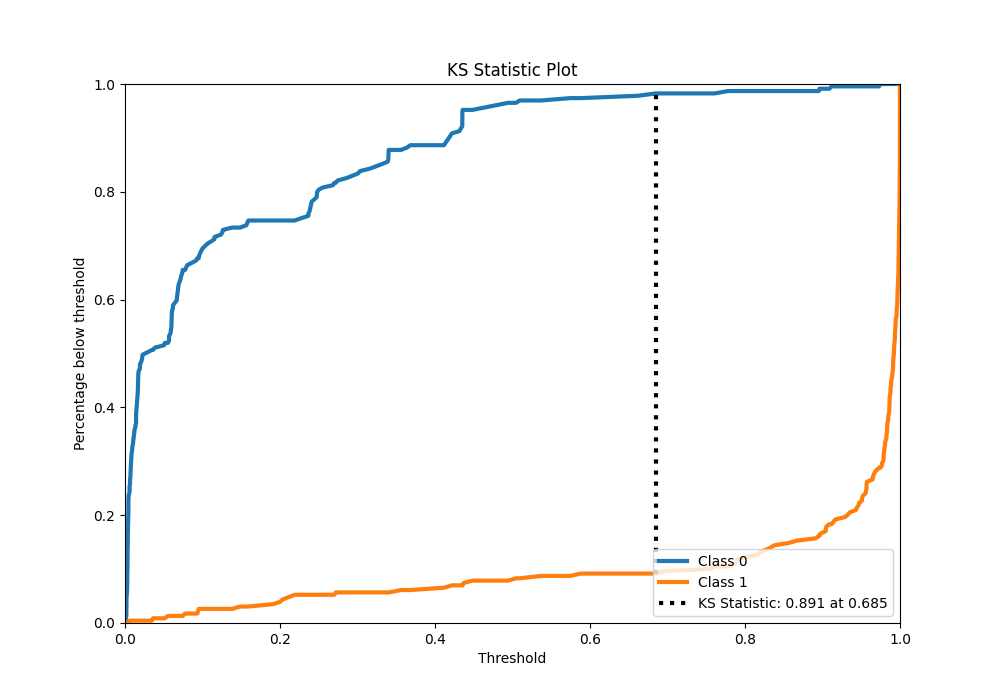 KS Statistic Plot
Percentage below threshold
1.0
0.8
0.6
0.4
0.2
0.0
0.0 0.2 0.4 0.6 0.8 1.0
Threshold
Class 0
Class 1
KS Statistic: 0.891 at 0.685